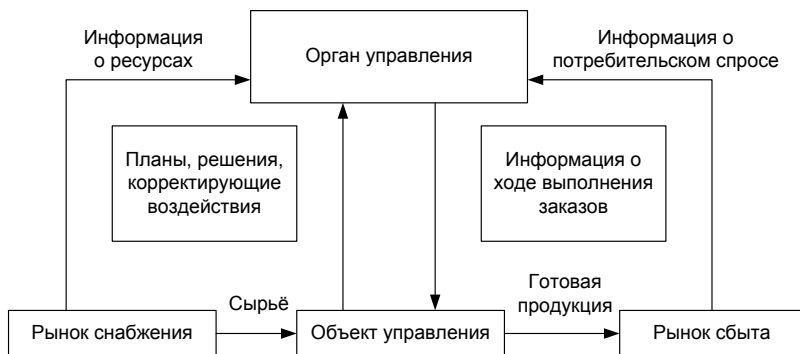 Информация
о ресурсах
Орган управления
Информация о
потребительском спросе
Планы, решения,
корректирующие
воздействия
Информация о
ходе выполнения
заказов
Сырьё
Готовая
продукция
Рынок снабжения
Объект управления
Рынок сбыта